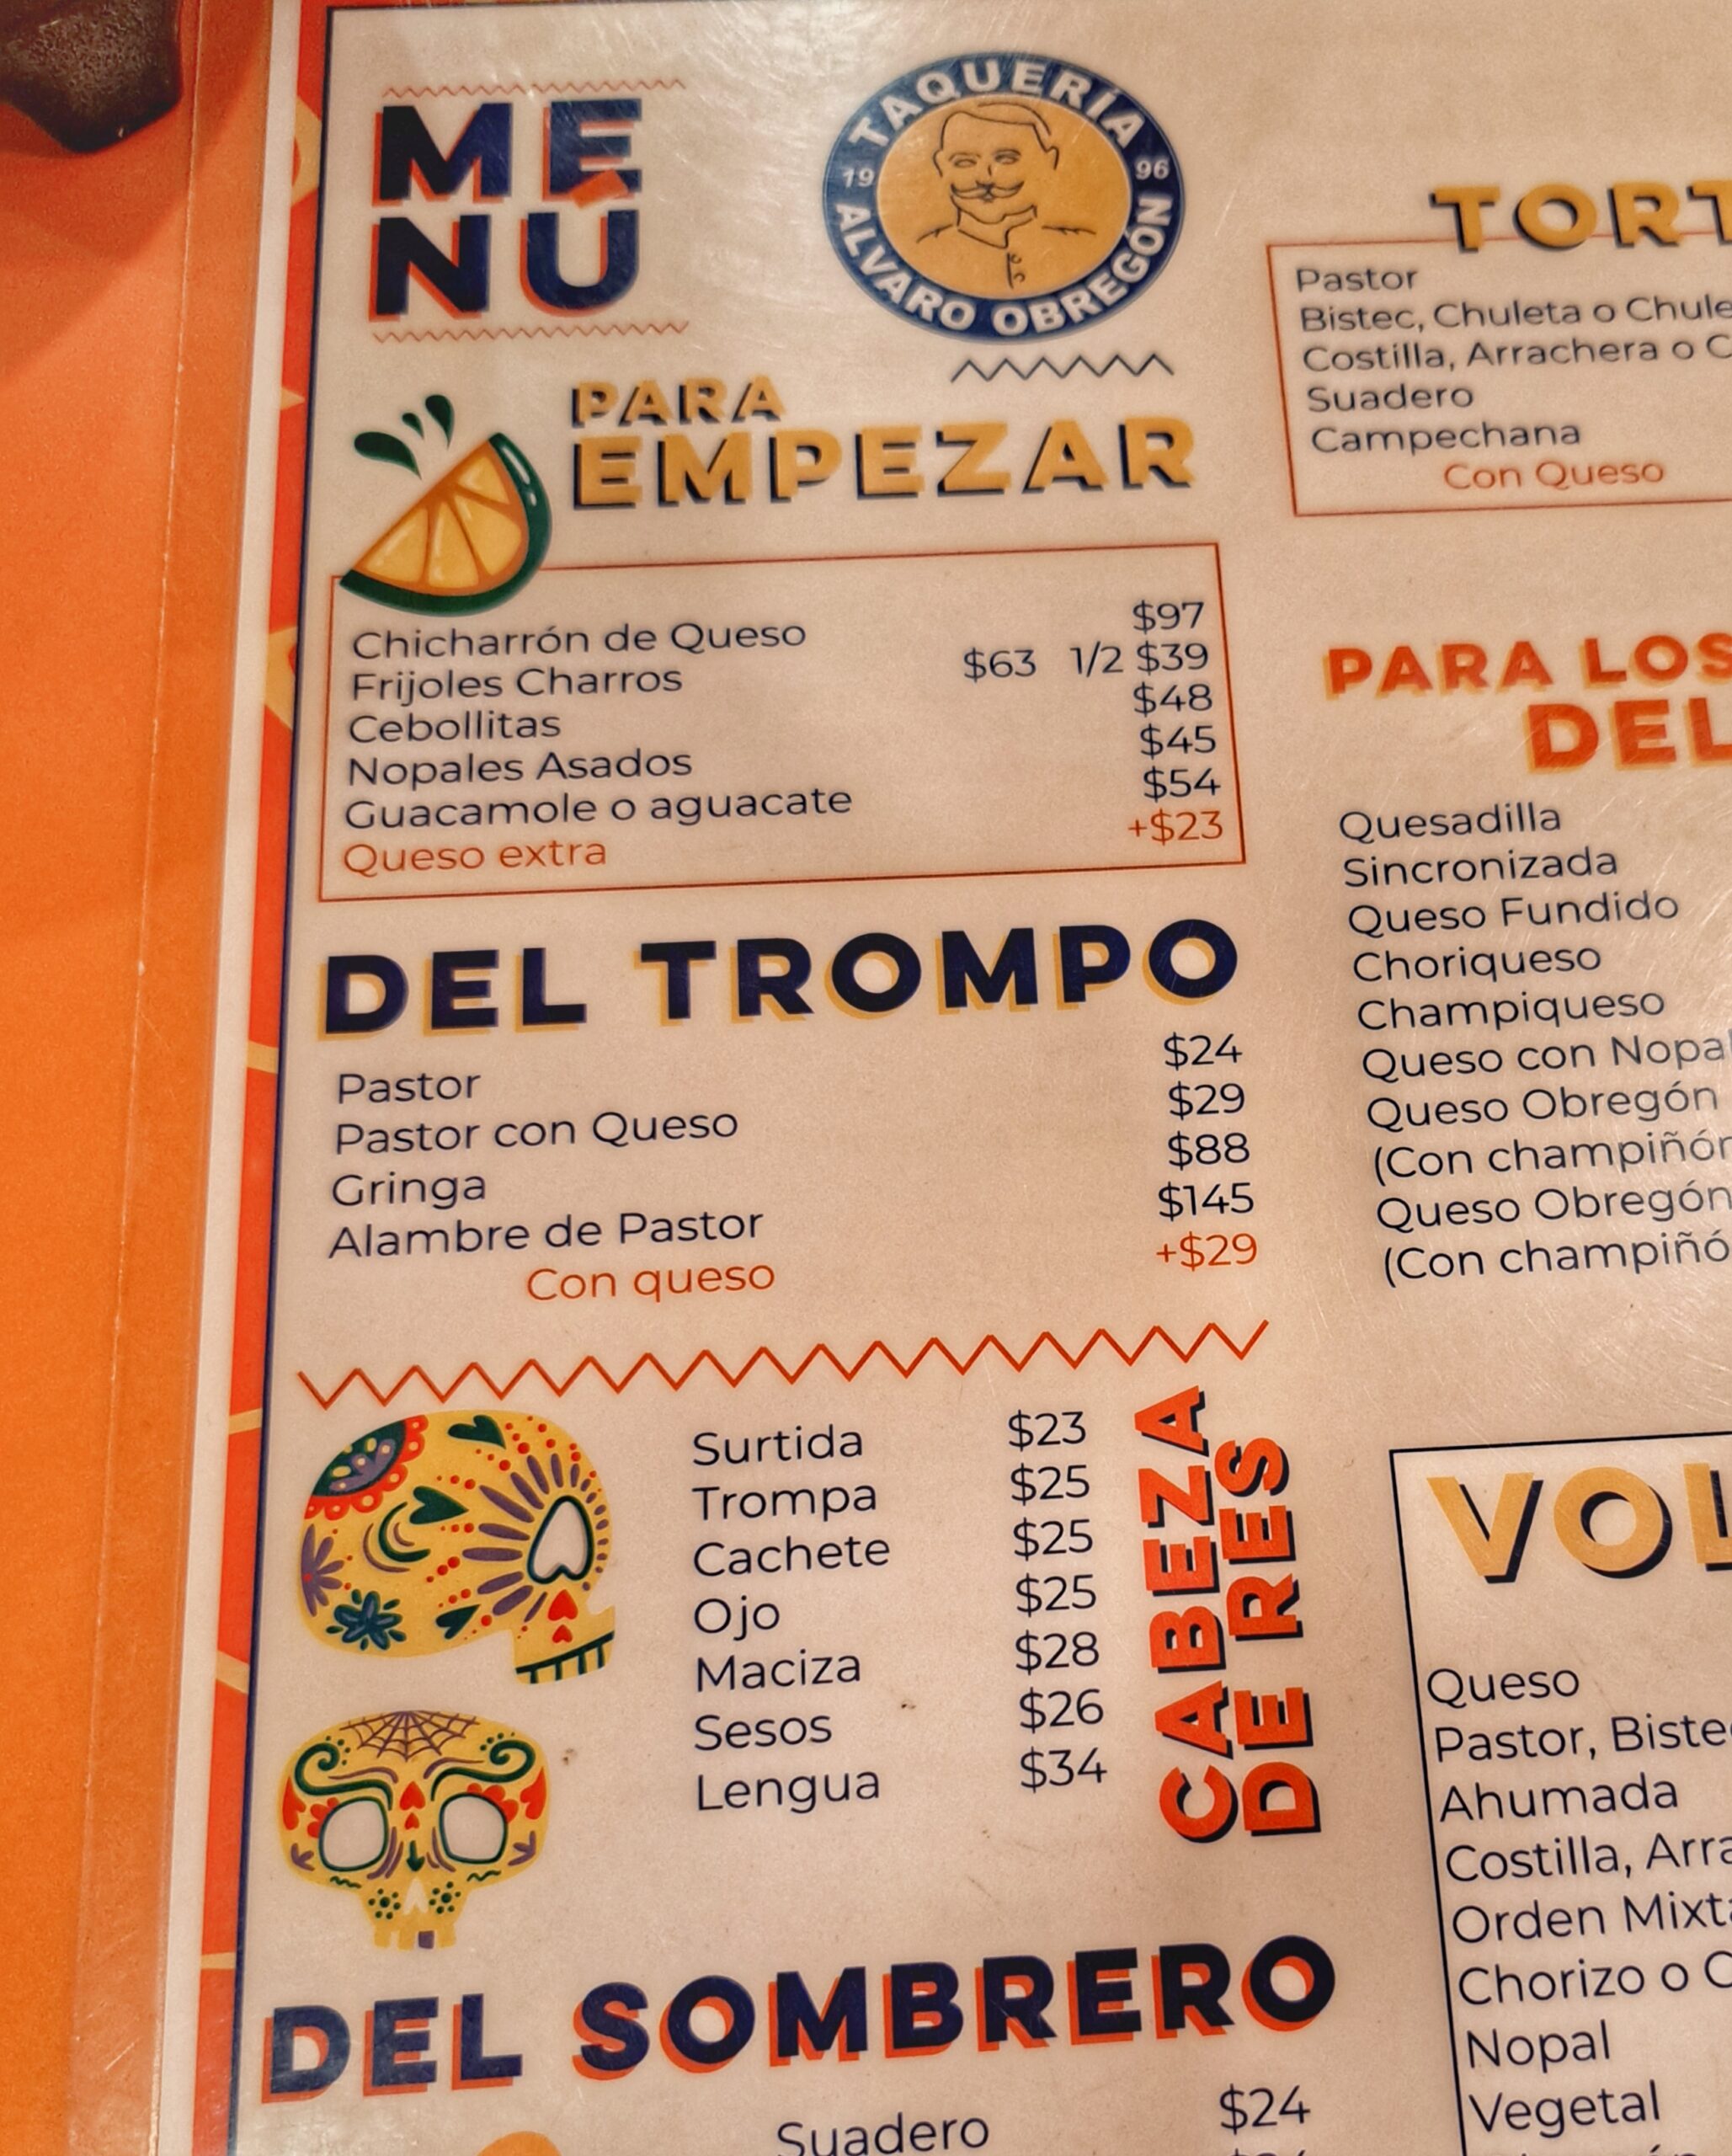 MENÚ
TAQUERÍA
19 96
ALVARO OBREGÓN
PARA
EMPEZAR
Chicharrón de Queso $97
Frijoles Charros $63 1/2 $39
Cebollitas $48
Nopales Asados $45
Guacamole o aguacate $54
Queso extra +$23
DEL TROMPO
Pastor $24
Pastor con Queso $29
Gringa $88
Alambre de Pastor $145
Con queso +$29
CABEZA
DE RES
Surtida $23
Trompa $25
Cachete $25
Ojo $25
Maciza $28
Sesos $26
Lengua $34
DEL SOMBRERO
Suadero $24
Pastor
Bistec, Chuleta o
Costilla, Arrachera o
Suadero
Campechana
Con Queso
PARA LOS
DEL
Quesadilla
Sincronizada
Queso Fundido
Choriqueso
Champiqueso
Queso con
Queso Obregón
(Con
Queso Obregón
(Con
Queso
Pastor,
Ahumada
Costilla,
Orden
Chorizo o
Nopal
Vegetal